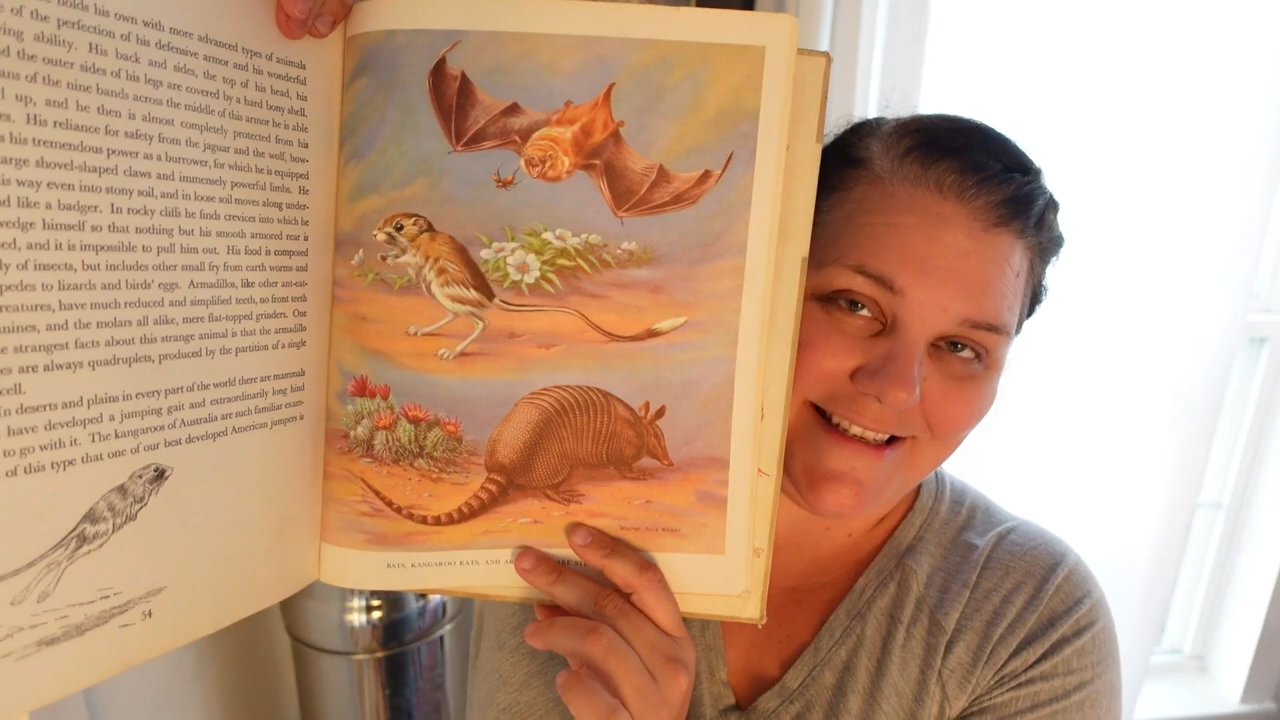 holds his own with more advanced types of animals
of the perfection of his defensive armor and his wonderful
ability. His back and sides, the top of his head, his
the outer sides of his legs are covered by a hard bony shell.
of the nine bands across the middle of this armor he is able
up, and he then is almost completely protected from his
His reliance for safety from the jaguar and the wolf, how-
his tremendous power as a burrower, for which he is equipped
shovel-shaped claws and immensely powerful limbs. He
way even into stony soil, and in loose soil moves along under-
like a badger. In rocky cliffs he finds crevices into which he
wedge himself so that nothing but his smooth armored rear is
and it is impossible to pull him out. His food is composed
of insects, but includes other small fry from earth worms and
to lizards and birds' eggs. Armadillos, like other ant-eat-
have much reduced and simplified teeth, no front teeth
and the molars all alike, mere flat-topped grinders. One
strangest facts about this strange animal is that the armadillo
are always quadruplets, produced by the partition of a single
cell.
In deserts and plains in every part of the world there are mammals
have developed a jumping gait and extraordinarily long hind
to go with it. The kangaroos of Australia are such familiar exam-
of this type that one of our best developed American jumpers is
54
BATS, KANGAROO RATS, AND